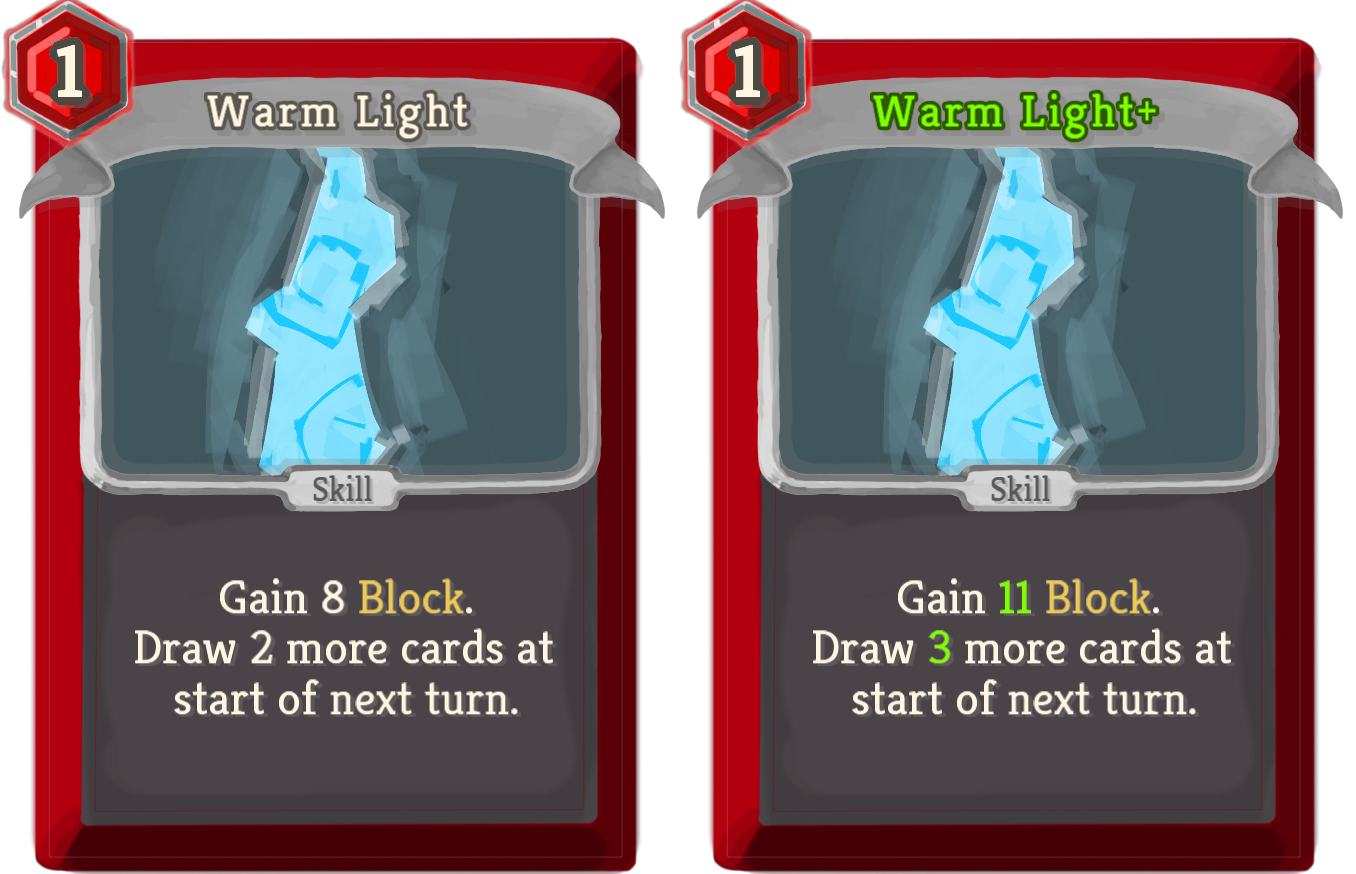 1
Warm Light
Skill
Gain 8 Block.
Draw 2 more cards at
start of next turn.
1
Warm Light+
Skill
Gain 11 Block.
Draw 3 more cards at
start of next turn.